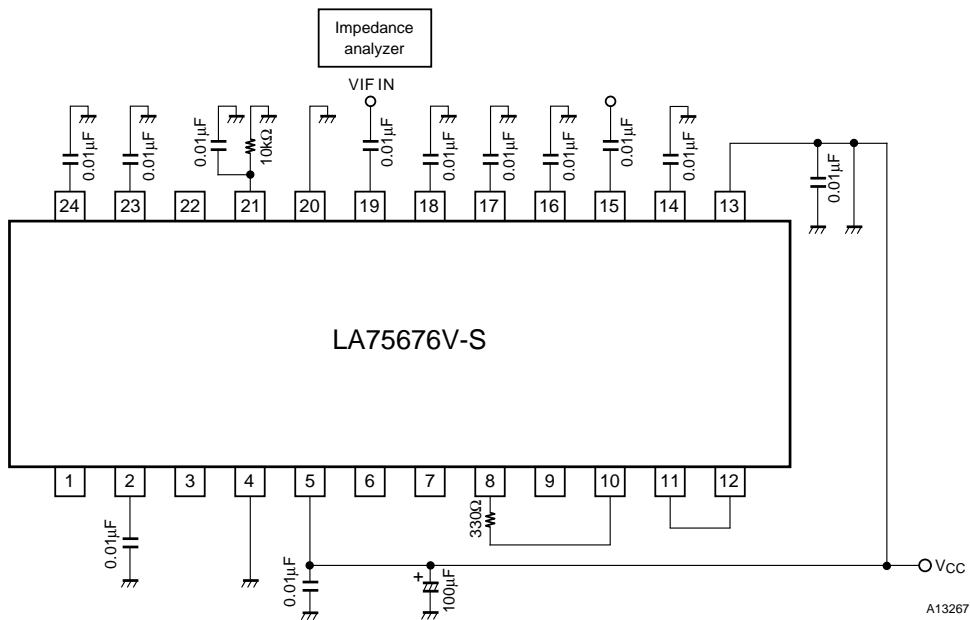 Impedance
analyzer
VIF IN
0.01µF
0.01µF
0.01µF
10kΩ
0.01µF
0.01µF
0.01µF
0.01µF
0.01µF
0.01µF
0.01µF
24 23 22 21 20 19 18 17 16 15 14 13
LA75676V-S
1 2 3 4 5 6 7 8 9 10 11 12
0.01µF
0.01µF
+
100µF
330Ω
VCC
A13267